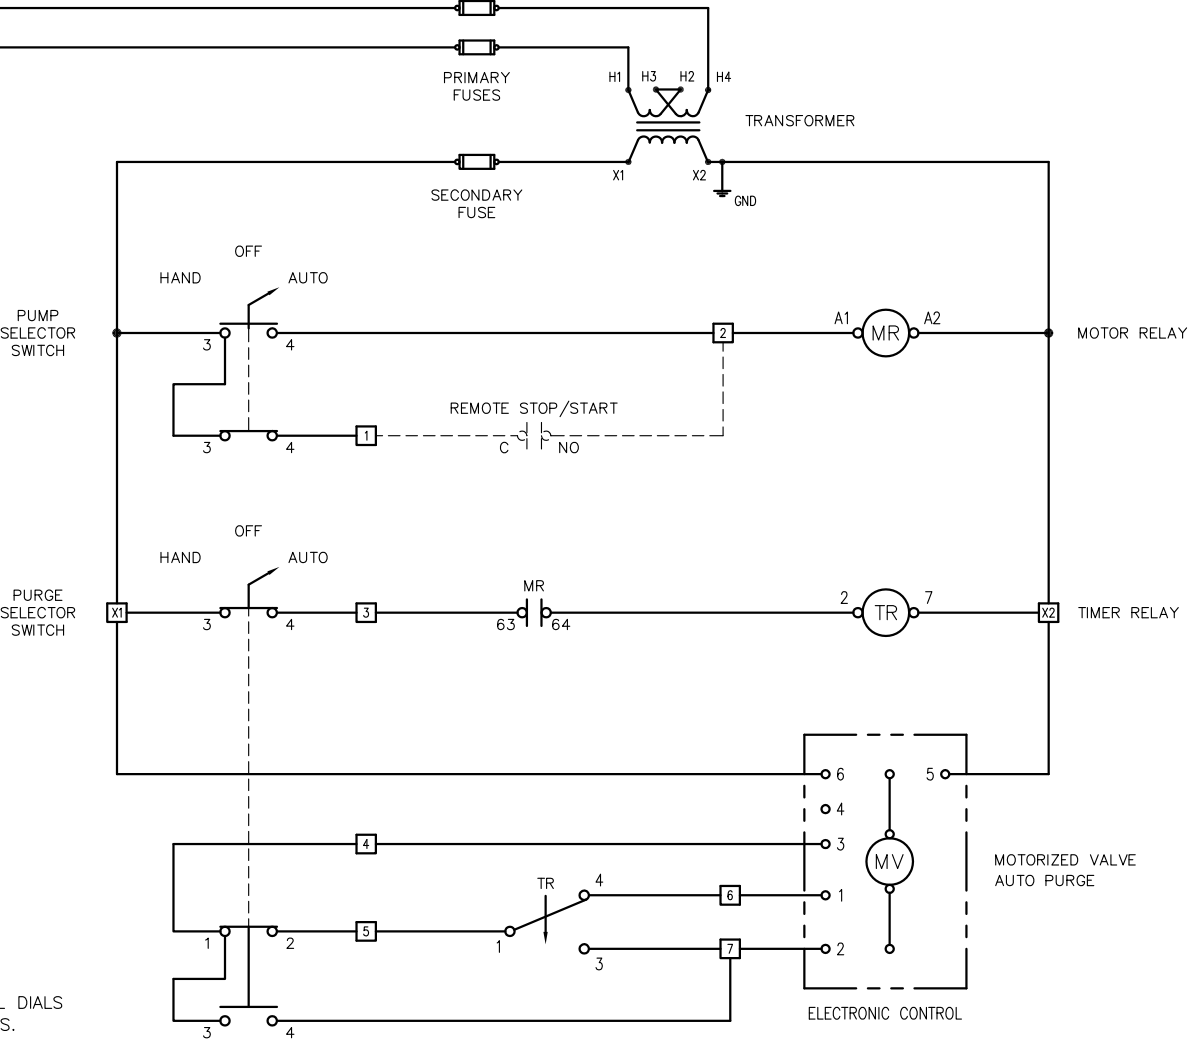 H1 H3 H2 H4
PRIMARY
FUSES
TRANSFORMER
X1 X2
SECONDARY
FUSE
GND
OFF
HAND AUTO
PUMP
SELECTOR
SWITCH
3 4
2
A1 MR A2
MOTOR RELAY
REMOTE STOP/START
3 4
1
C NO
OFF
HAND AUTO
PURGE
SELECTOR
SWITCH
X1
3 4
3
MR
63 64
2 TR 7
X2
TIMER RELAY
6 5
4
4
3
MV
MOTORIZED VALVE
AUTO PURGE
TR
4
6
1
1 2
5
1
3
7
2
L DIALS
S.
3 4
ELECTRONIC CONTROL